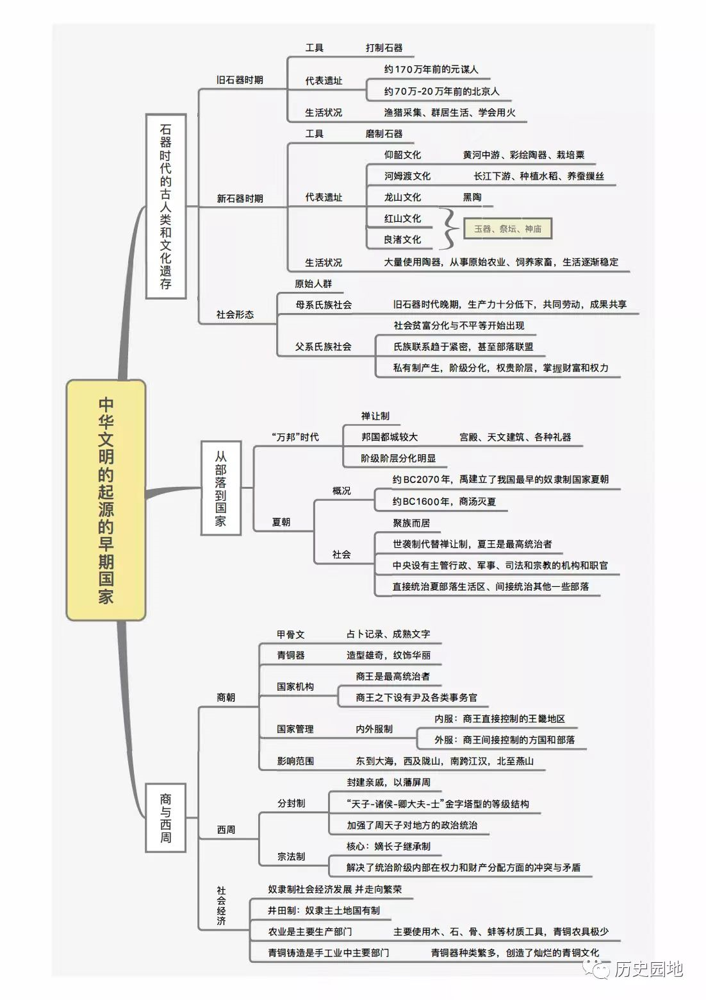 中华文明的起源的早期国家
石器时代的古人类和文化遗存
旧石器时期
工具 打制石器
代表遗址
约170万年前的元谋人
约70万-20万年前的北京人
生活状况 渔猎采集、群居生活、学会用火
新石器时期
工具 磨制石器
代表遗址
仰韶文化 黄河中游、彩绘陶器、栽培粟
河姆渡文化 长江下游、种植水稻、养蚕缫丝
龙山文化 黑陶
红山文化
良渚文化
玉器、祭坛、神庙
生活状况 大量使用陶器，从事原始农业、饲养家畜，生活逐渐稳定
社会形态
原始人群
母系氏族社会 旧石器时代晚期，生产力十分低下，共同劳动，成果共享
父系氏族社会
社会贫富分化与不平等开始出现
氏族联系趋于紧密，甚至部落联盟
私有制产生，阶级分化，权贵阶层，掌握财富和权力
从部落到国家
“万邦”时代
禅让制
邦国都城较大 宫殿、天文建筑、各种礼器
阶级阶层分化明显
夏朝
概况
约BC2070年，禹建立了我国最早的奴隶制国家夏朝
约BC1600年，商汤灭夏
社会
聚族而居
世袭制代替禅让制，夏王是最高统治者
中央设有主管行政、军事、司法和宗教的机构和职官
直接统治夏部落生活区、间接统治其他一些部落
商与西周
商朝
甲骨文 占卜记录、成熟文字
青铜器 造型雄奇，纹饰华丽
国家机构
商王是最高统治者
商王之下设有尹及各类事务官
国家管理 内外服制
内服：商王直接控制的王畿地区
外服：商王间接控制的方国和部落
影响范围 东到大海，西及陇山，南跨江汉，北至燕山
西周
分封制
封建亲戚，以藩屏周
“天子-诸侯-卿大夫-士”金字塔型的等级结构
加强了周天子对地方的政治统治
宗法制
核心：嫡长子继承制
解决了统治阶级内部在权力和财产分配方面的冲突与矛盾
社会经济
奴隶制社会经济发展 并走向繁荣
井田制：奴隶主土地国有制
农业是主要生产部门 主要使用木、石、骨、蚌等材质工具，青铜农具极少
青铜铸造是手工业中主要部门 青铜器种类繁多，创造了灿烂的青铜文化
历史园地